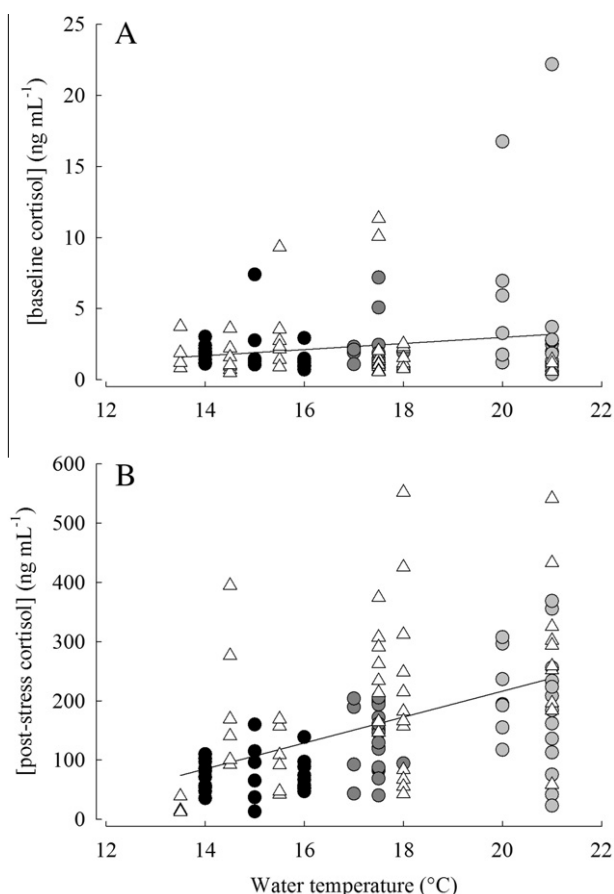 A
25
20
15
10
5
0
[baseline cortisol] (ng mL⁻¹)
12 14 16 18 20 22
B
600
500
400
300
200
100
0
[post-stress cortisol] (ng mL⁻¹)
12 14 16 18 20 22
Water temperature (°C)